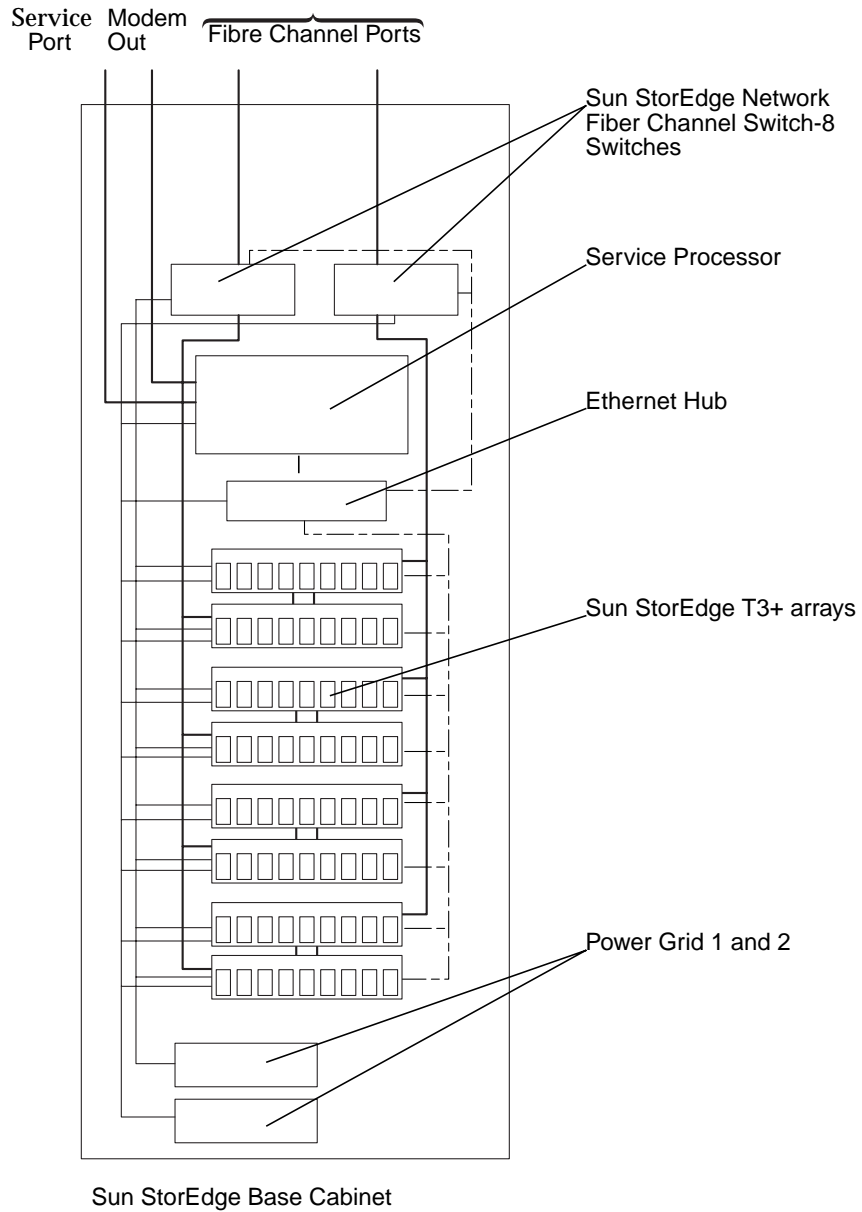 Service Port
Modem Out
Fibre Channel Ports
Sun StorEdge Network
Fiber Channel Switch-8
Switches
Service Processor
Ethernet Hub
Sun StorEdge T3+ arrays
Power Grid 1 and 2
Sun StorEdge Base Cabinet